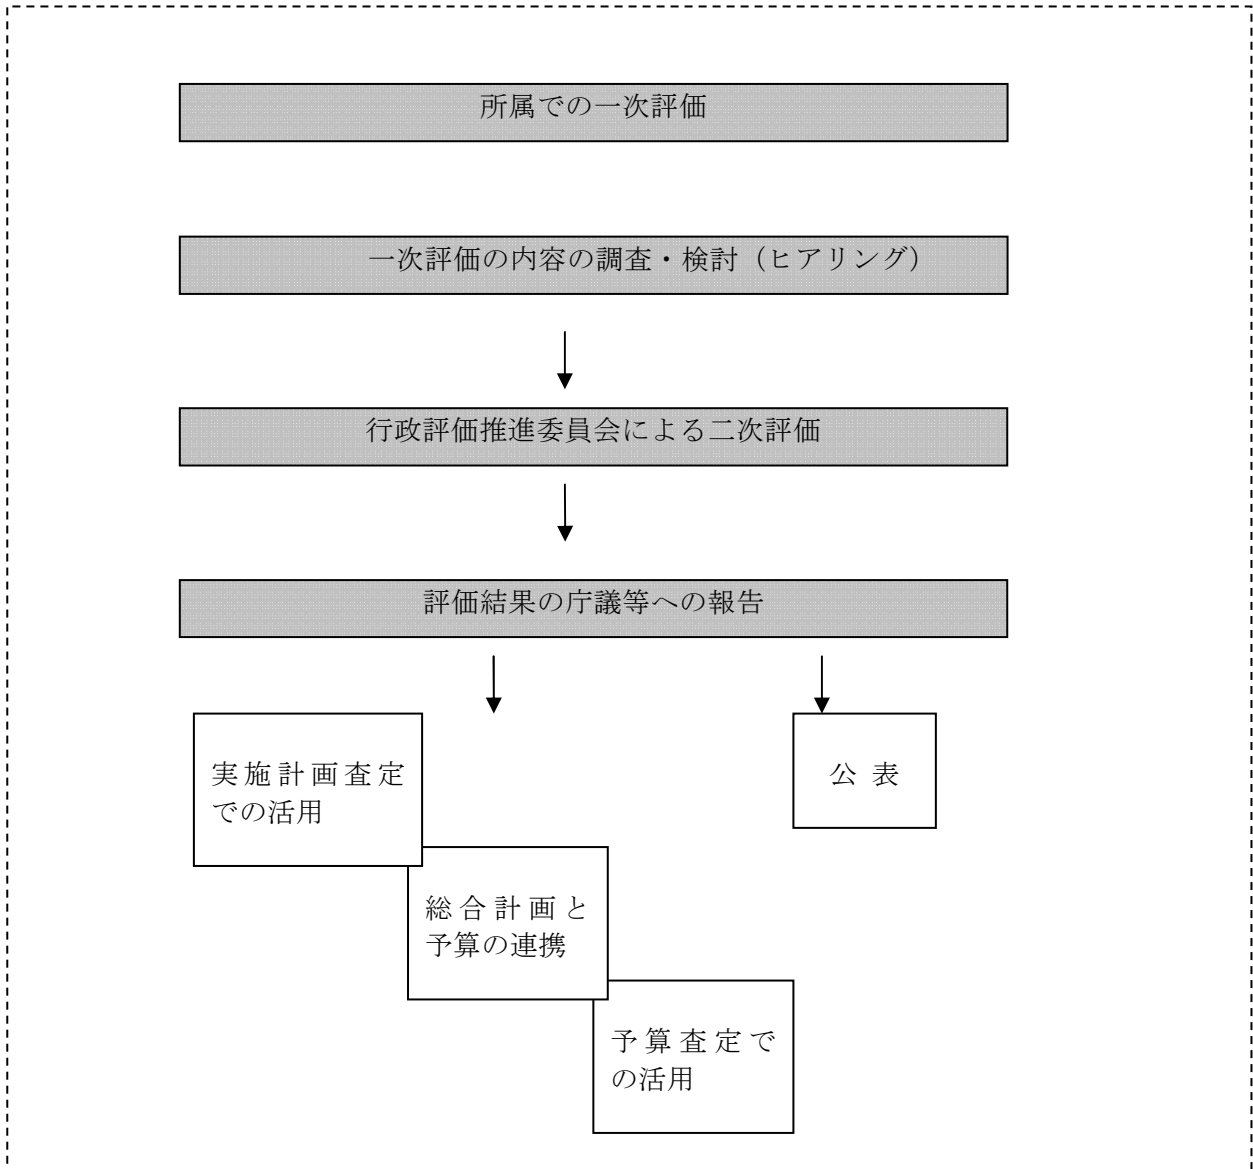 所属での一次評価
一次評価の内容の調査・検討（ヒアリング）
行政評価推進委員会による二次評価
評価結果の庁議等への報告
実施計画査定
での活用
公 表
総合計画と
予算の連携
予算査定で
の活用